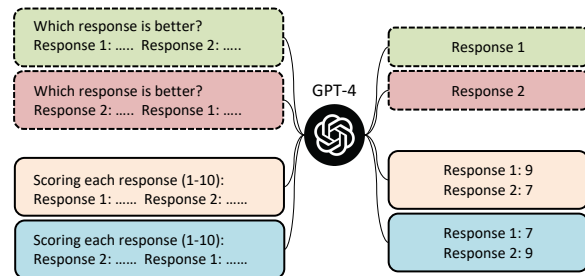 Which response is better?
Response 1: ..... Response 2: .....
Which response is better?
Response 2: ..... Response 1: .....
Scoring each response (1-10):
Response 1: ...... Response 2: ......
Scoring each response (1-10):
Response 2: ...... Response 1: ......
GPT-4
Response 1
Response 2
Response 1: 9
Response 2: 7
Response 1: 7
Response 2: 9